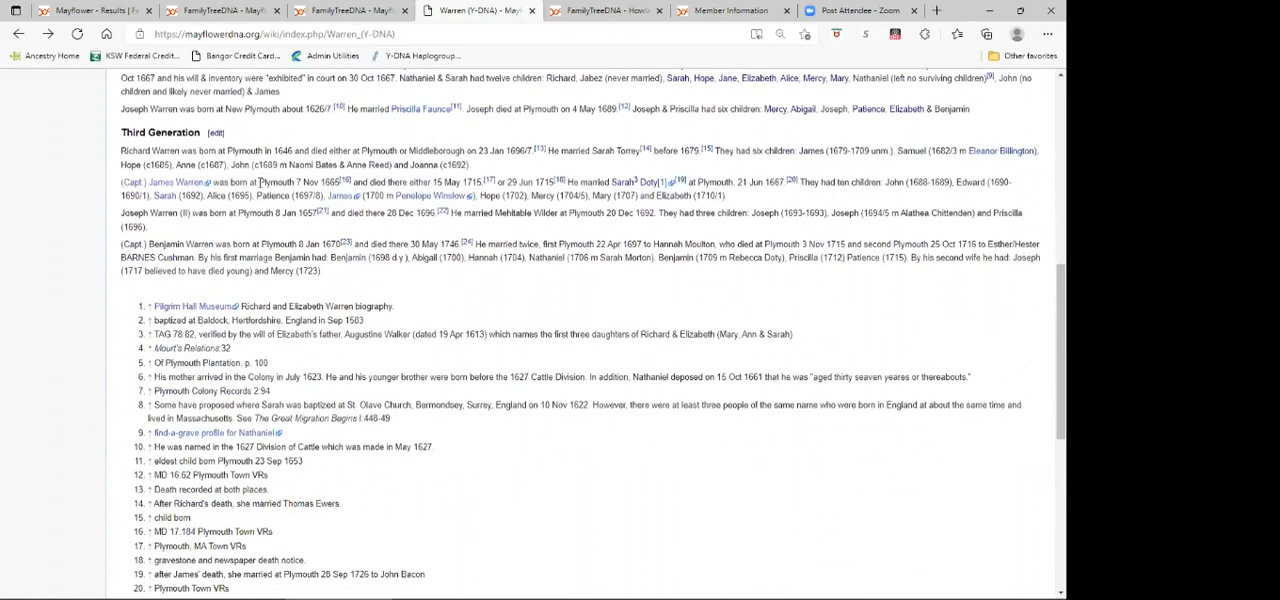 Mayflower - Results | F
FamilyTreeDNA - Mayfl
FamilyTreeDNA - Mayfl
Warren (Y-DNA) - Mayf
FamilyTreeDNA - Howl
Member Information
Post Attendee - Zoom
https://mayflowerdna.org/wiki/index.php/Warren_(Y-DNA)
Ancestry Home
KSW Federal Credit...
Bangor Credit Card...
Admin Utilities
Y-DNA Haplogroup...
Other favorites
Oct 1667 and his will & inventory were "exhibited" in court on 30 Oct 1667. Nathaniel & Sarah had twelve children: Richard, Jabez (never married), Sarah, Hope, Jane, Elizabeth, Alice, Mercy, Mary, Nathaniel (left no surviving children)[9], John (no
children and likely never married) & James
Joseph Warren was born at New Plymouth about 1626/7.[10] He married Priscilla Faunce[11]. Joseph died at Plymouth on 4 May 1689.[12] Joseph & Priscilla had six children: Mercy, Abigail, Joseph, Patience, Elizabeth & Benjamin
Third Generation [edit]
Richard Warren was born at Plymouth in 1646 and died either at Plymouth or Middleborough on 23 Jan 1696/7.[13] He married Sarah Torrey[14] before 1679.[15] They had six children: James (1679-1709 unm.), Samuel (1682/3 m Eleanor Billington),
Hope (c1685), Anne (c1687), John (c1689 m Naomi Bates & Anne Reed) and Joanna (c1692).
(Capt.) James Warren was born at Plymouth 7 Nov 1665[16] and died there either 15 May 1715.[17] or 29 Jun 1715[18] He married Sarah3 Doty[1] [19] at Plymouth, 21 Jun 1667 [20] They had ten children: John (1688-1689), Edward (1690-
1690/1), Sarah (1692), Alice (1695), Patience (1697/8), James (1700 m Penelope Winslow), Hope (1702), Mercy (1704/5), Mary (1707) and Elizabeth (1710/1)
Joseph Warren (II) was born at Plymouth 8 Jan 1657[21] and died there 28 Dec 1696.[22] He married Mehitable Wilder at Plymouth 20 Dec 1692. They had three children: Joseph (1693-1693), Joseph (1694/5 m Alathea Chittenden) and Priscilla
(1696).
(Capt.) Benjamin Warren was born at Plymouth 8 Jan 1670[23] and died there 30 May 1746.[24] He married twice, first Plymouth 22 Apr 1697 to Hannah Moulton, who died at Plymouth 3 Nov 1715 and second Plymouth 25 Oct 1716 to Esther/Hester
BARNES Cushman. By his first marriage Benjamin had: Benjamin (1698 d.y.), Abigail (1700), Hannah (1704), Nathaniel (1706 m Sarah Morton), Benjamin (1709 m Rebecca Doty), Priscilla (1712) Patience (1715). By his second wife he had: Joseph
(1717 believed to have died young) and Mercy (1723).
1. ↑ Pilgrim Hall Museum Richard and Elizabeth Warren biography.
2. ↑ baptized at Baldock, Hertfordshire, England in Sep 1583
3. ↑ TAG 78:82, verified by the will of Elizabeth's father, Augustine Walker (dated 19 Apr 1613) which names the first three daughters of Richard & Elizabeth (Mary, Ann & Sarah)
4. ↑ Mourt's Relations:32
5. ↑ Of Plymouth Plantation, p. 100
6. ↑ His mother arrived in the Colony in July 1623. He and his younger brother were born before the 1627 Cattle Division. In addition, Nathaniel deposed on 15 Oct 1661 that he was "aged thirty seaven yeares or thereabouts."
7. ↑ Plymouth Colony Records 2:94
8. ↑ Some have proposed where Sarah was baptized at St. Olave Church, Bermondsey, Surrey, England on 10 Nov 1622. However, there were at least three people of the same name who were born in England at about the same time and
lived in Massachusetts. See The Great Migration Begins I:448-49
9. ↑ find-a-grave profile for Nathaniel
10. ↑ He was named in the 1627 Division of Cattle which was made in May 1627.
11. ↑ eldest child born Plymouth 23 Sep 1653
12. ↑ MD 16:62 Plymouth Town VRs
13. ↑ Death recorded at both places.
14. ↑ After Richard's death, she married Thomas Ewers.
15. ↑ child born
16. ↑ MD 17:184 Plymouth Town VRs
17. ↑ Plymouth, MA Town VRs
18. ↑ gravestone and newspaper death notice.
19. ↑ after James' death, she married at Plymouth 28 Sep 1726 to John Bacon
20. ↑ Plymouth Town VRs